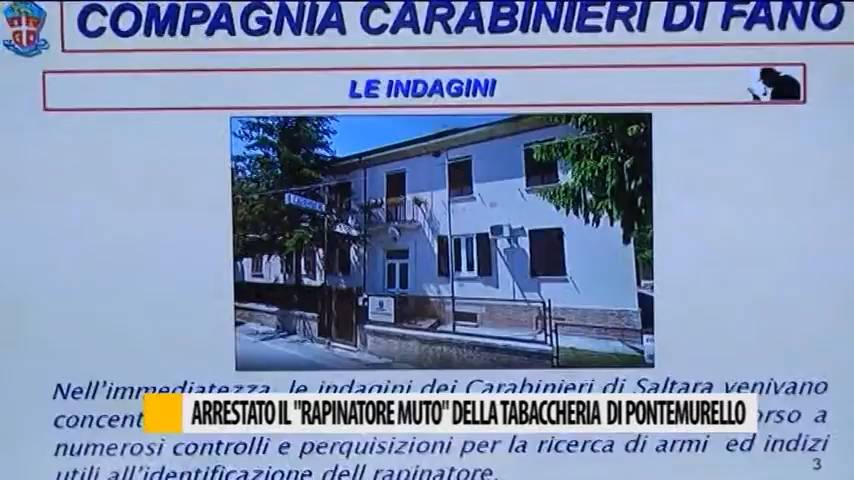 COMPAGNIA CARABINIERI DI FANO
LE INDAGINI
CARABINIERI
Nell'immediatezza, le indagini dei Carabinieri di Saltara venivano
ARRESTATO IL "RAPINATORE MUTO" DELLA TABACCHERIA DI PONTEMURELLO
a
numerosi controlli e perquisizioni per la ricerca di armi ed indizi
utili all'identificazione del rapinatore.
3